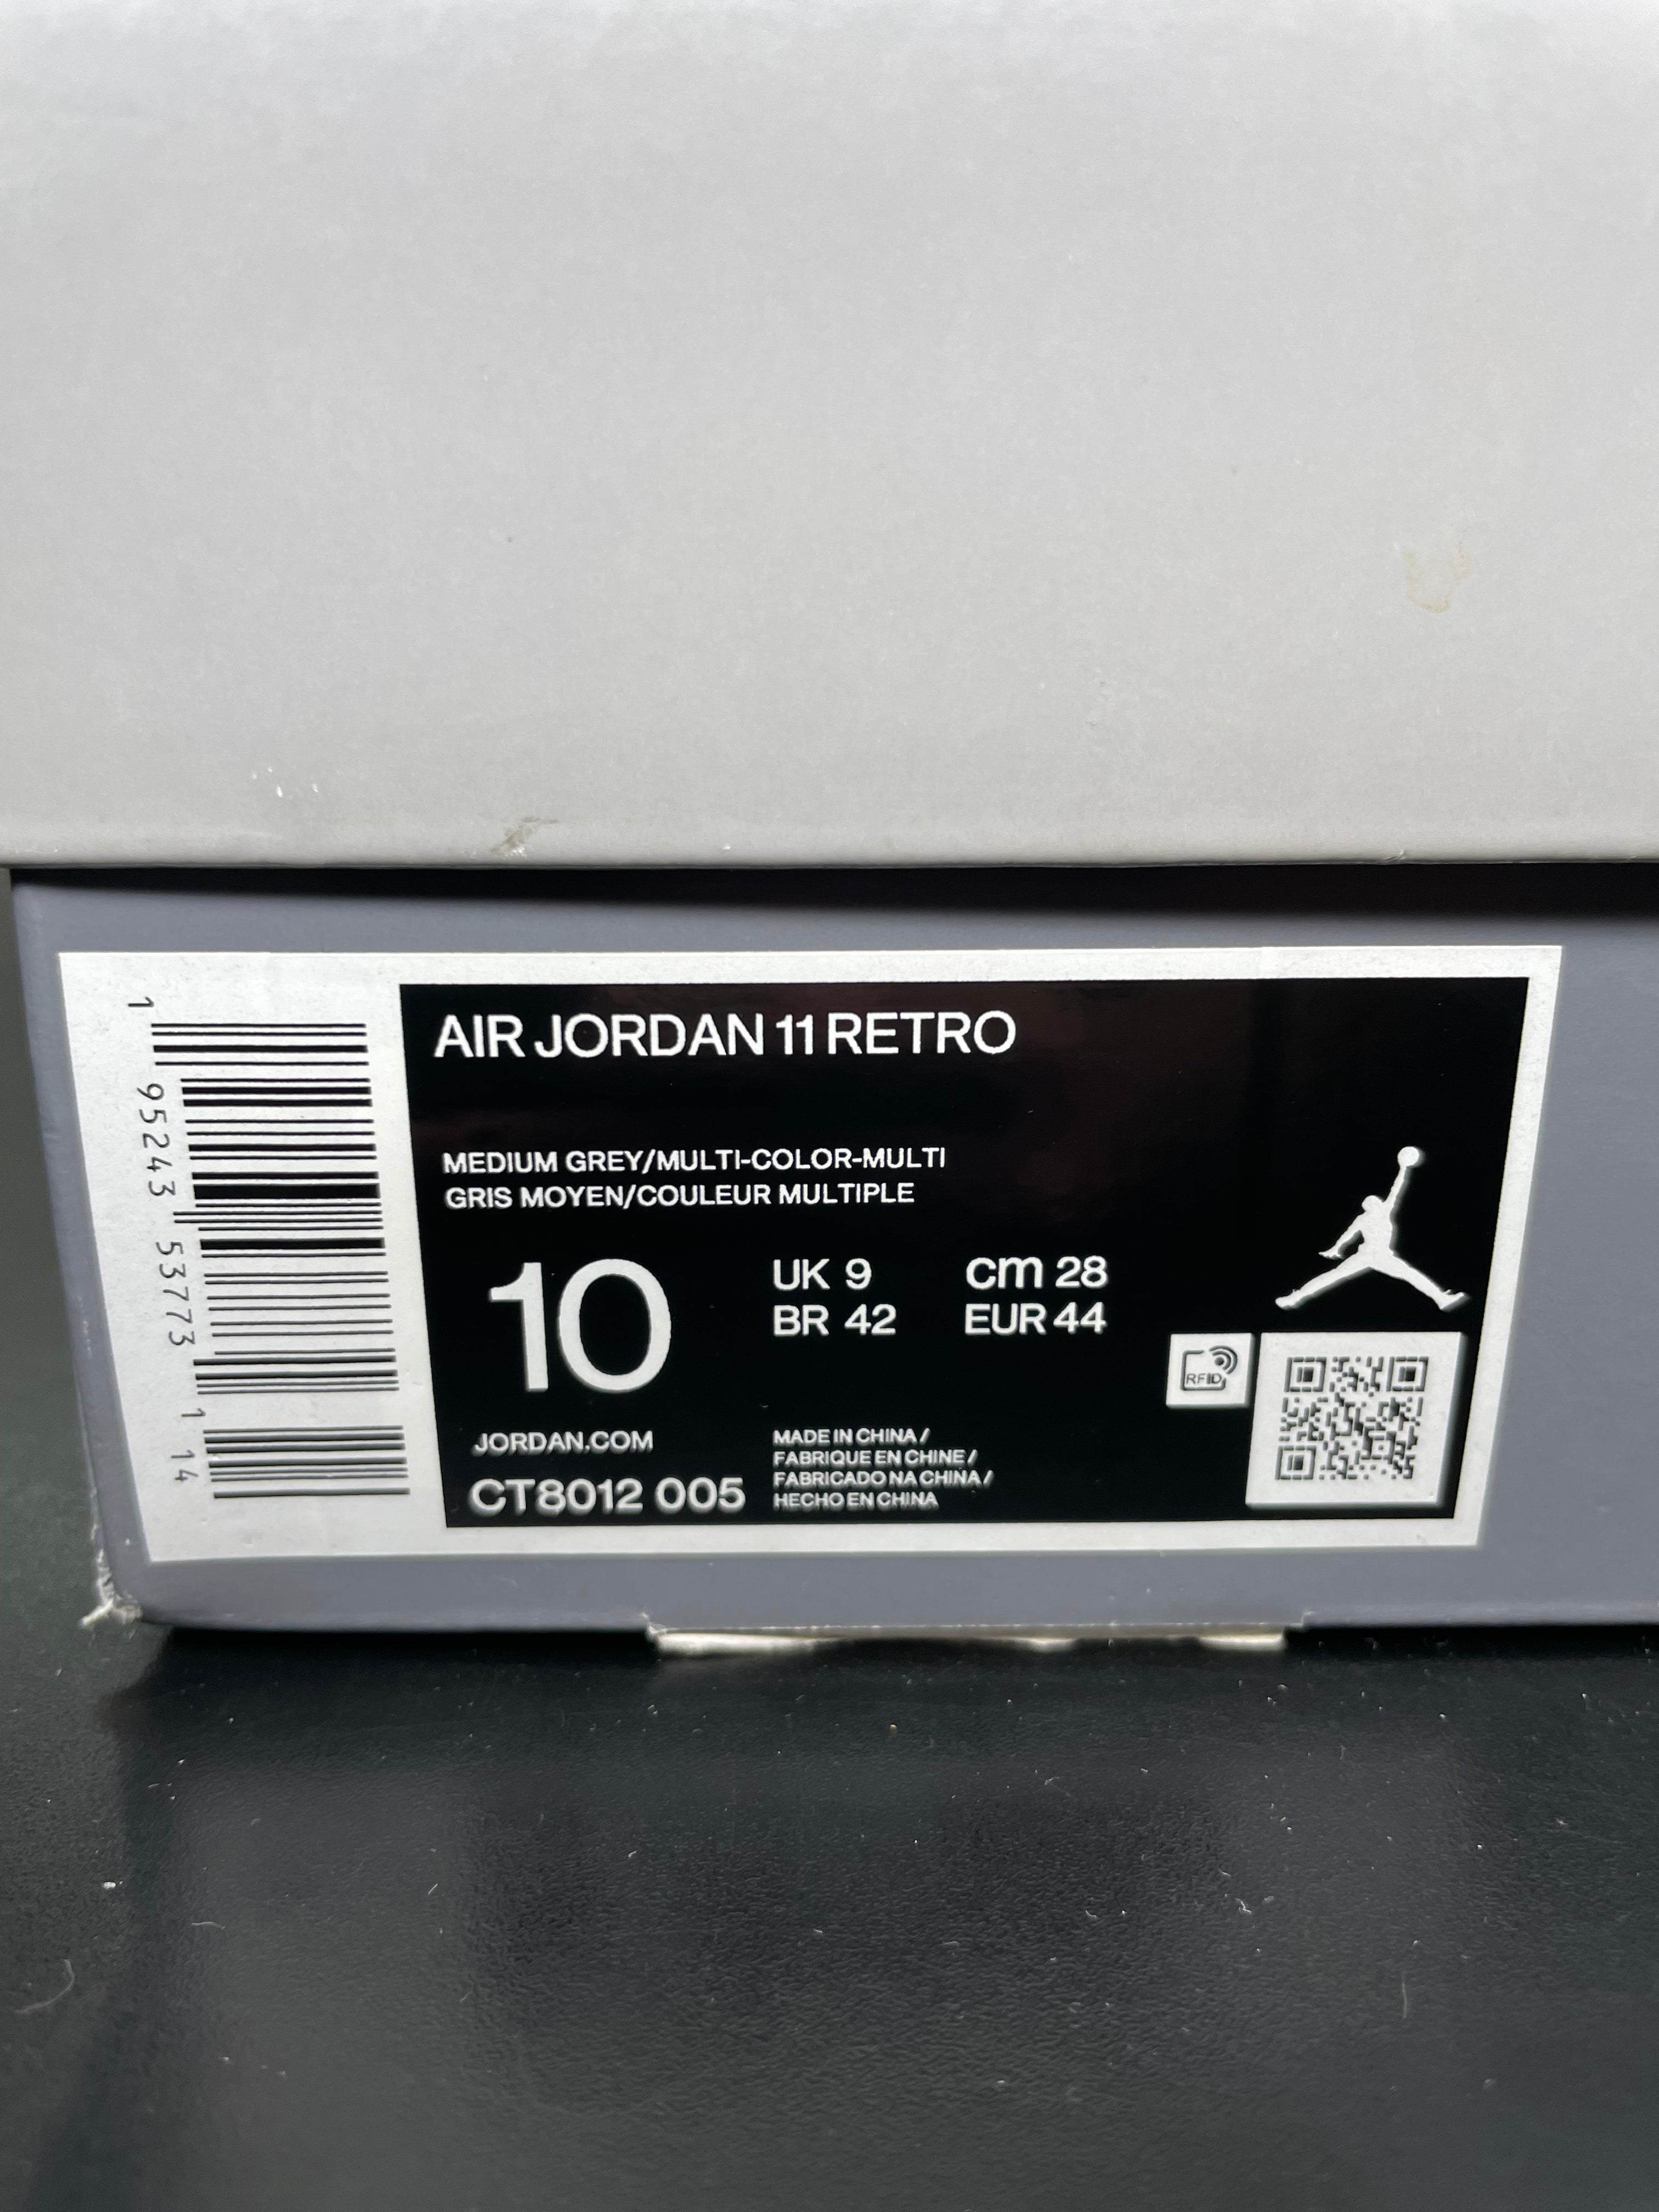 AIR JORDAN 11 RETRO
MEDIUM GREY/MULTI-COLOR-MULTI
GRIS MOYEN/COULEUR MULTIPLE
10
UK 9
cm 28
BR 42
EUR 44
RFID
JORDAN.COM
CT8012 005
MADE IN CHINA /
FABRIQUE EN CHINE /
FABRICADO NA CHINA /
HECHO EN CHINA
1 95243 53773 1 14